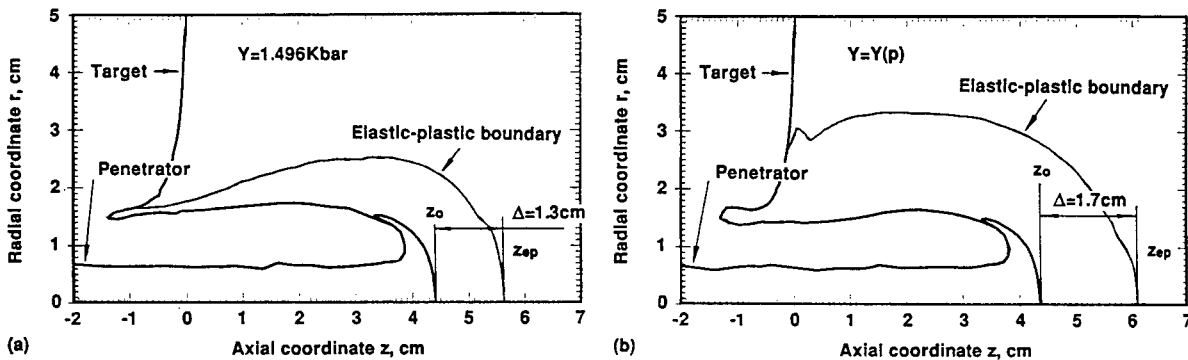 Radial coordinate r, cm
5
4
3
2
1
0
Y=1.496Kbar
Target
Elastic-plastic boundary
Penetrator
zo
Δ=1.3cm
zep
-2 -1 0 1 2 3 4 5 6 7
(a)
Axial coordinate z, cm
Radial coordinate r, cm
5
4
3
2
1
0
Y=Y(p)
Target
Elastic-plastic boundary
Penetrator
zo
Δ=1.7cm
zep
-2 -1 0 1 2 3 4 5 6 7
(b)
Axial coordinate z, cm